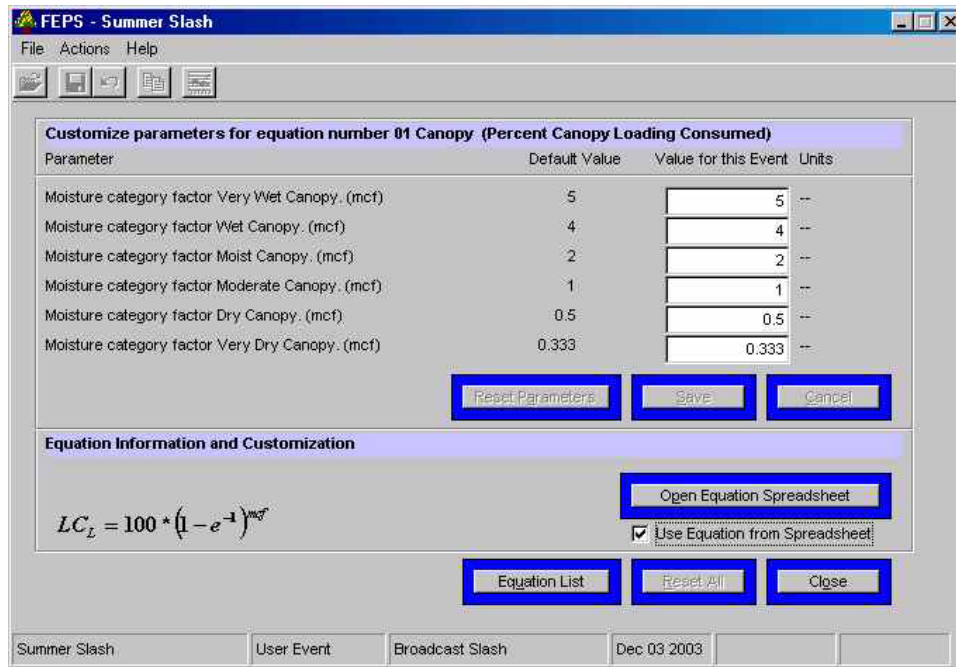 FEPS - Summer Slash
File Actions Help
Customize parameters for equation number 01 Canopy (Percent Canopy Loading Consumed)
Parameter Default Value Value for this Event Units
Moisture category factor Very Wet Canopy. (mcf) 5 5 --
Moisture category factor Wet Canopy. (mcf) 4 4 --
Moisture category factor Moist Canopy. (mcf) 2 2 --
Moisture category factor Moderate Canopy. (mcf) 1 1 --
Moisture category factor Dry Canopy. (mcf) 0.5 0.5 --
Moisture category factor Very Dry Canopy. (mcf) 0.333 0.333 --
Reset Parameters Save Cancel
Equation Information and Customization
Open Equation Spreadsheet
LC_L = 100 * (1 - e^-1)^mcf
Use Equation from Spreadsheet
Equation List Reset All Close
Summer Slash User Event Broadcast Slash Dec 03 2003